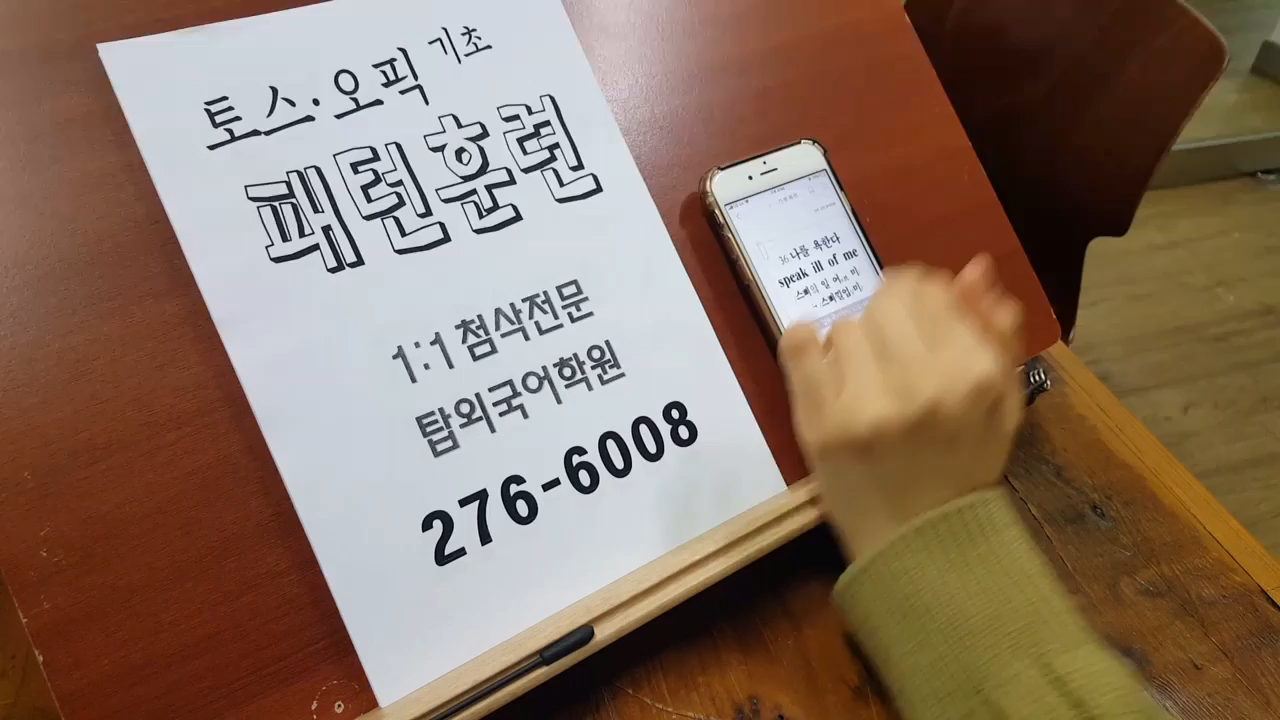 토스·오픽 기초
패턴훈련
1:1 첨삭전문
탑외국어학원
276-6008
36 나를 욕한다
speak ill of me